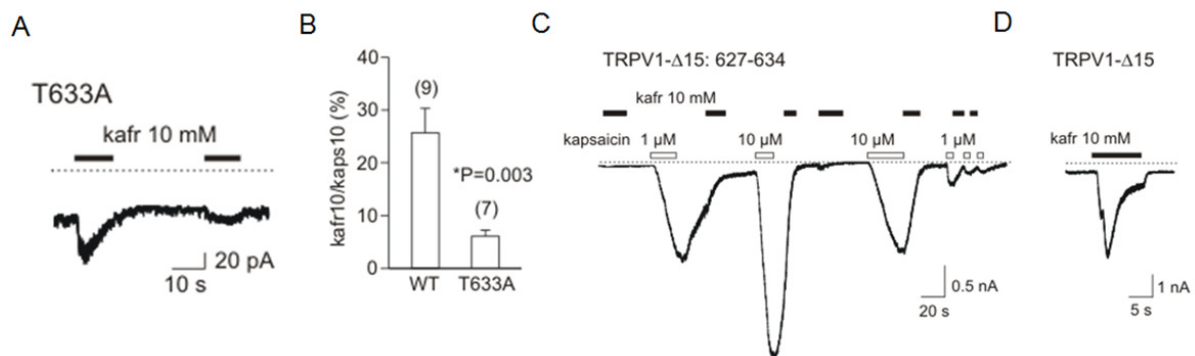 A
T633A
kafr 10 mM
20 pA
10 s
B
kafr10/kaps10 (%)
40
30
20
10
0
(9)
*P=0.003
(7)
WT
T633A
C
TRPV1-Δ15: 627-634
kafr 10 mM
kapsaicin 1 µM 10 µM 10 µM 1 µM
0.5 nA
20 s
D
TRPV1-Δ15
kafr 10 mM
1 nA
5 s